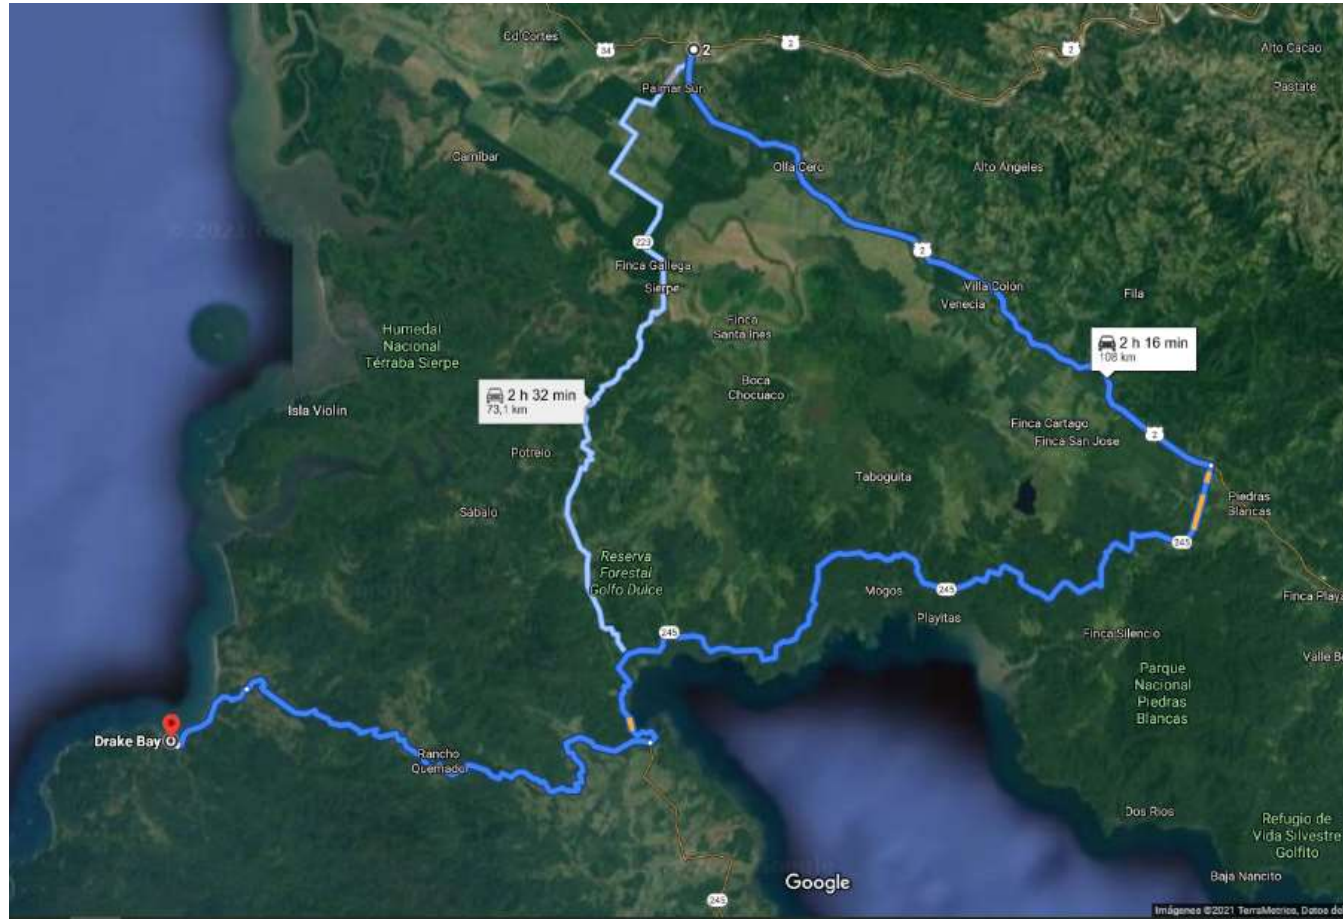 Cd Cortes
34
2
2
2
Alto Cacao
Pastate
Palmar Sur
Camíbar
Olla Cero
Alto Angeles
223
2
Finca Gallega
Sierpe
Villa Colón
Venecia
Fila
Finca
Santa Ines
Humedal
Nacional
Térraba Sierpe
2 h 16 min
108 km
Boca
Chocuaco
2 h 32 min
73,1 km
Isla Violin
Finca Cartago
2
Finca San Jose
Potrero
Taboguita
Piedras
Blancas
Sábalo
245
Reserva
Forestal
Golfo Dulce
Mogos
245
Playitas
Finca Playa
245
Finca Silencio
Valle Bo
Parque
Nacional
Piedras
Blancas
Drake Bay
Rancho
Quemador
Dos Rios
Refugio de
Vida Silvestre
Golfito
Google
Baja Nancito
245
Imágenes ©2021 TerraMetrics, Datos de